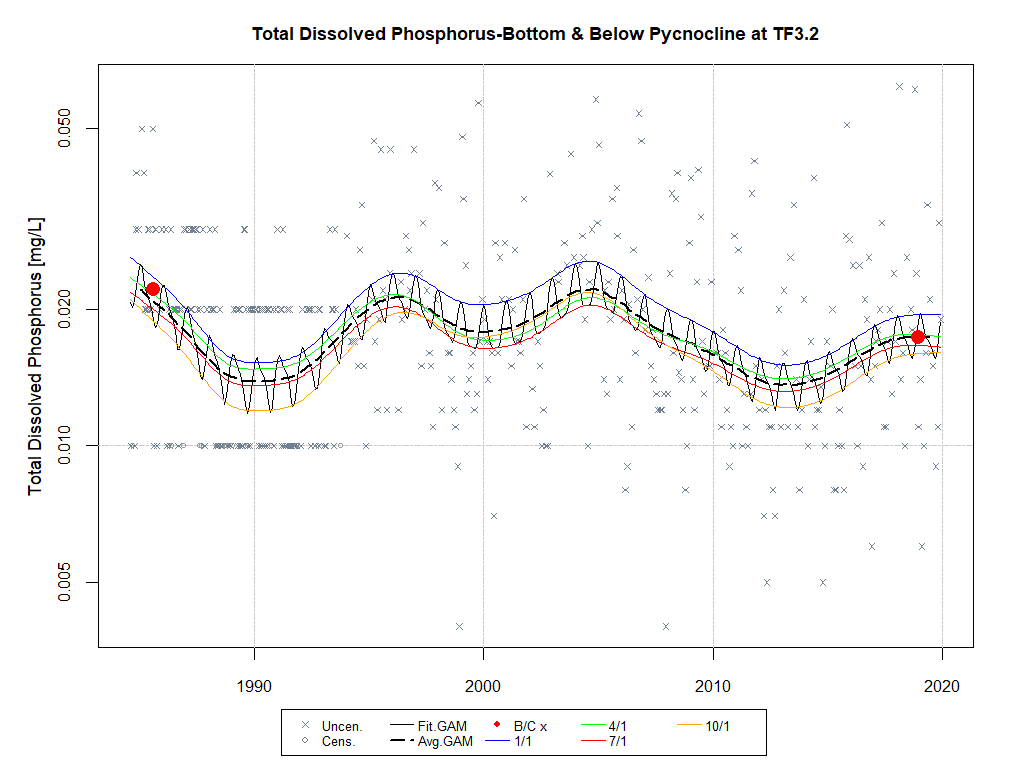 Total Dissolved Phosphorus-Bottom & Below Pycnocline at TF3.2
Total Dissolved Phosphorus [mg/L]
0.050
0.020
0.010
0.005
1990 2000 2010 2020
Uncen. Fit.GAM B/C x 4/1 10/1
Cens. Avg.GAM 1/1 7/1